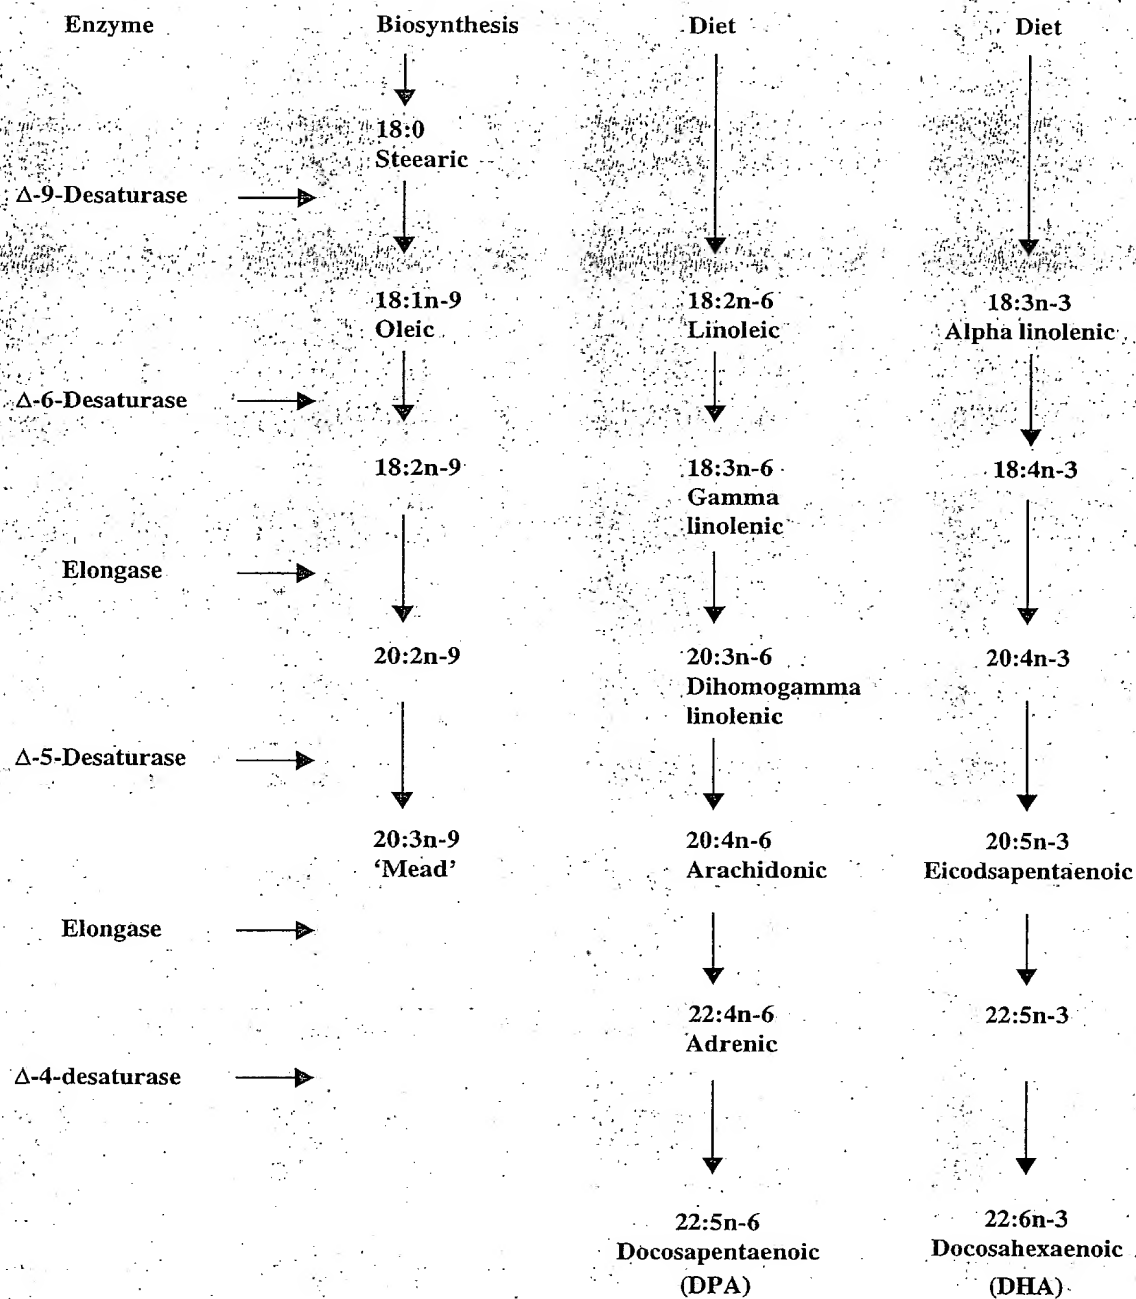 Enzyme
Biosynthesis
Diet
Diet
18:0
Steearic
Δ-9-Desaturase
18:1n-9
Oleic
18:2n-6
Linoleic
18:3n-3
Alpha linolenic
Δ-6-Desaturase
18:2n-9
18:3n-6
Gamma
linolenic
18:4n-3
Elongase
20:2n-9
20:3n-6
Dihomogamma
linolenic
20:4n-3
Δ-5-Desaturase
20:3n-9
‘Mead’
20:4n-6
Arachidonic
20:5n-3
Eicodsapentaenoic
Elongase
22:4n-6
Adrenic
22:5n-3
Δ-4-desaturase
22:5n-6
Docosapentaenoic
(DPA)
22:6n-3
Docosahexaenoic
(DHA)